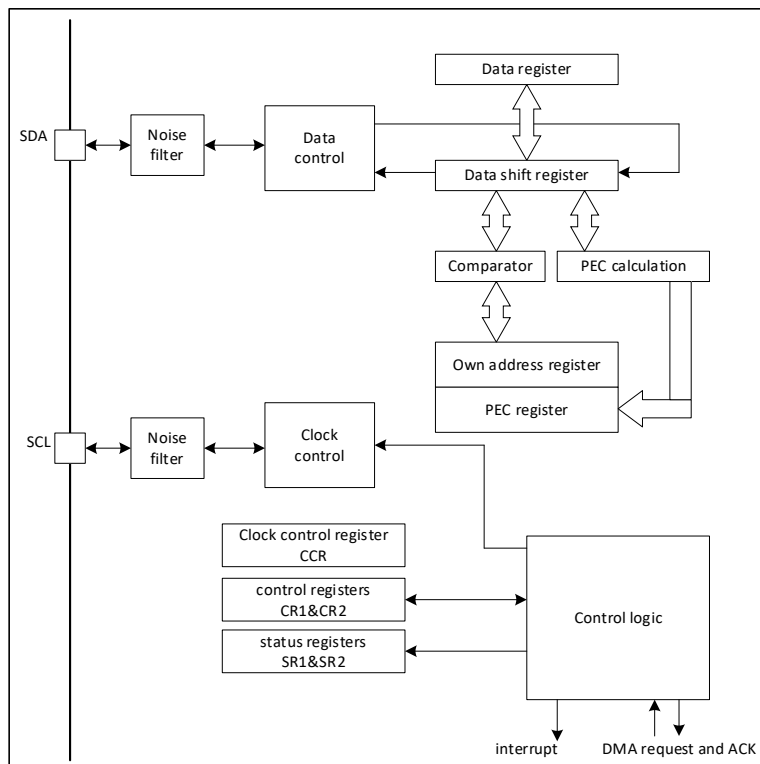 Data register
SDA
Noise
filter
Data
control
Data shift register
Comparator
PEC calculation
Own address register
PEC register
SCL
Noise
filter
Clock
control
Clock control register
CCR
control registers
CR1&CR2
status registers
SR1&SR2
Control logic
interrupt
DMA request and ACK